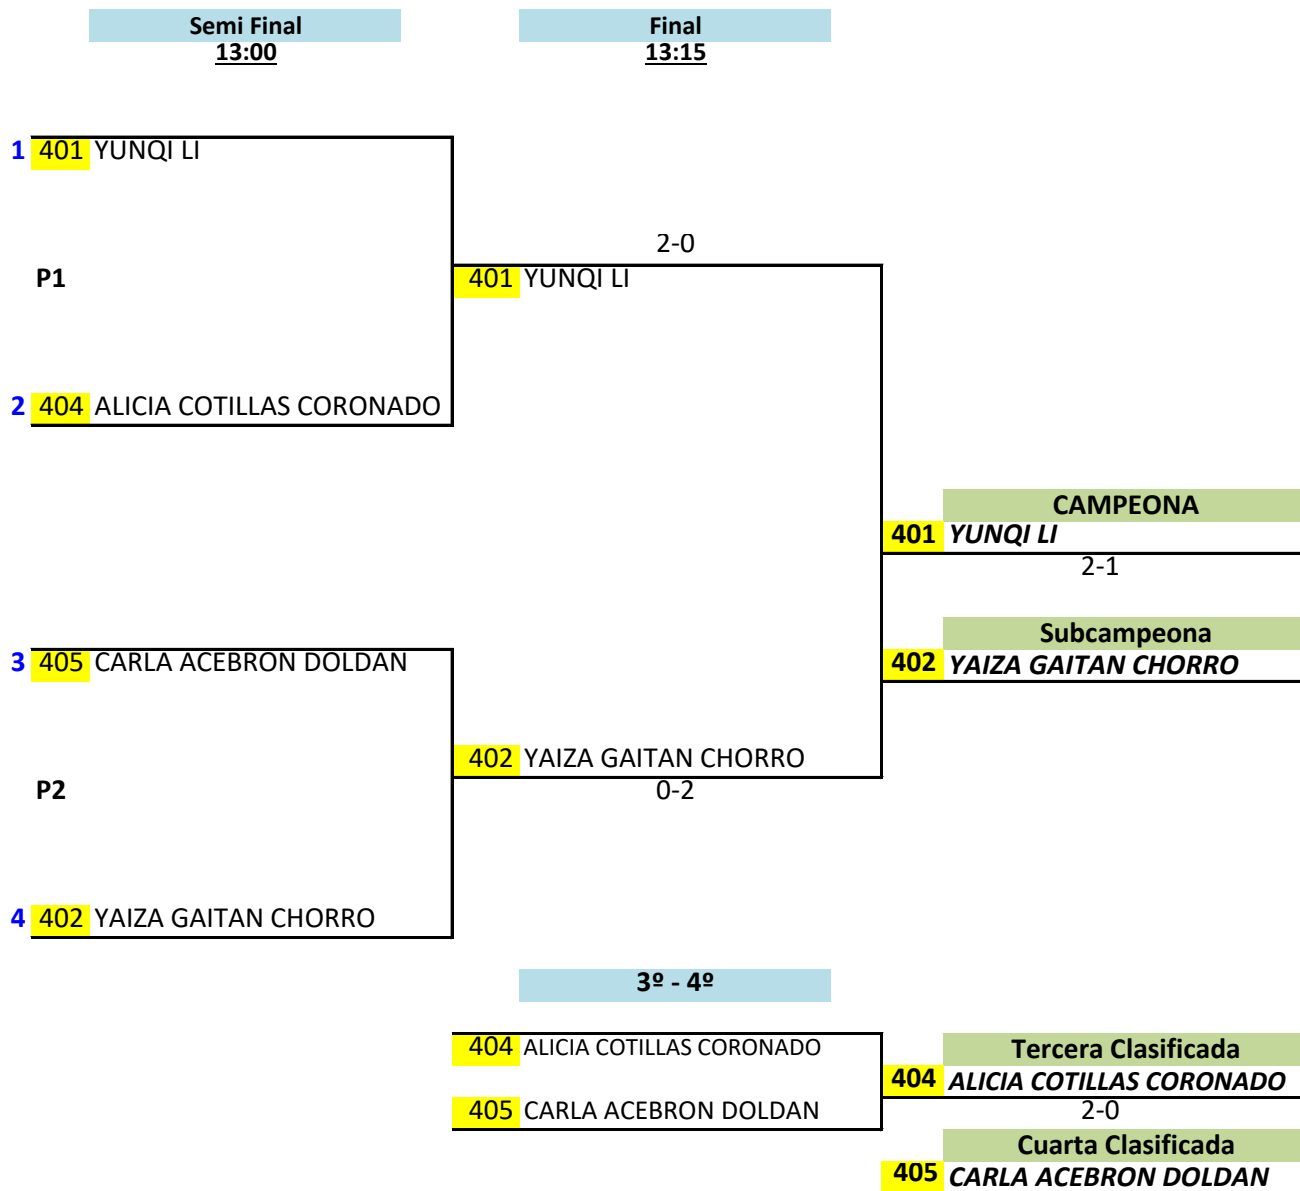 Semi Final Final
13:00 13:15
1 401 YUNQI LI
2-0
P1 401 YUNQI LI
2 404 ALICIA COTILLAS CORONADO
CAMPEONA
401 YUNQI LI
2-1
Subcampeona
3 405 CARLA ACEBRON DOLDAN 402 YAIZA GAITAN CHORRO
402 YAIZA GAITAN CHORRO
P2 0-2
4 402 YAIZA GAITAN CHORRO
3º - 4º
404 ALICIA COTILLAS CORONADO Tercera Clasificada
404 ALICIA COTILLAS CORONADO
405 CARLA ACEBRON DOLDAN 2-0
Cuarta Clasificada
405 CARLA ACEBRON DOLDAN